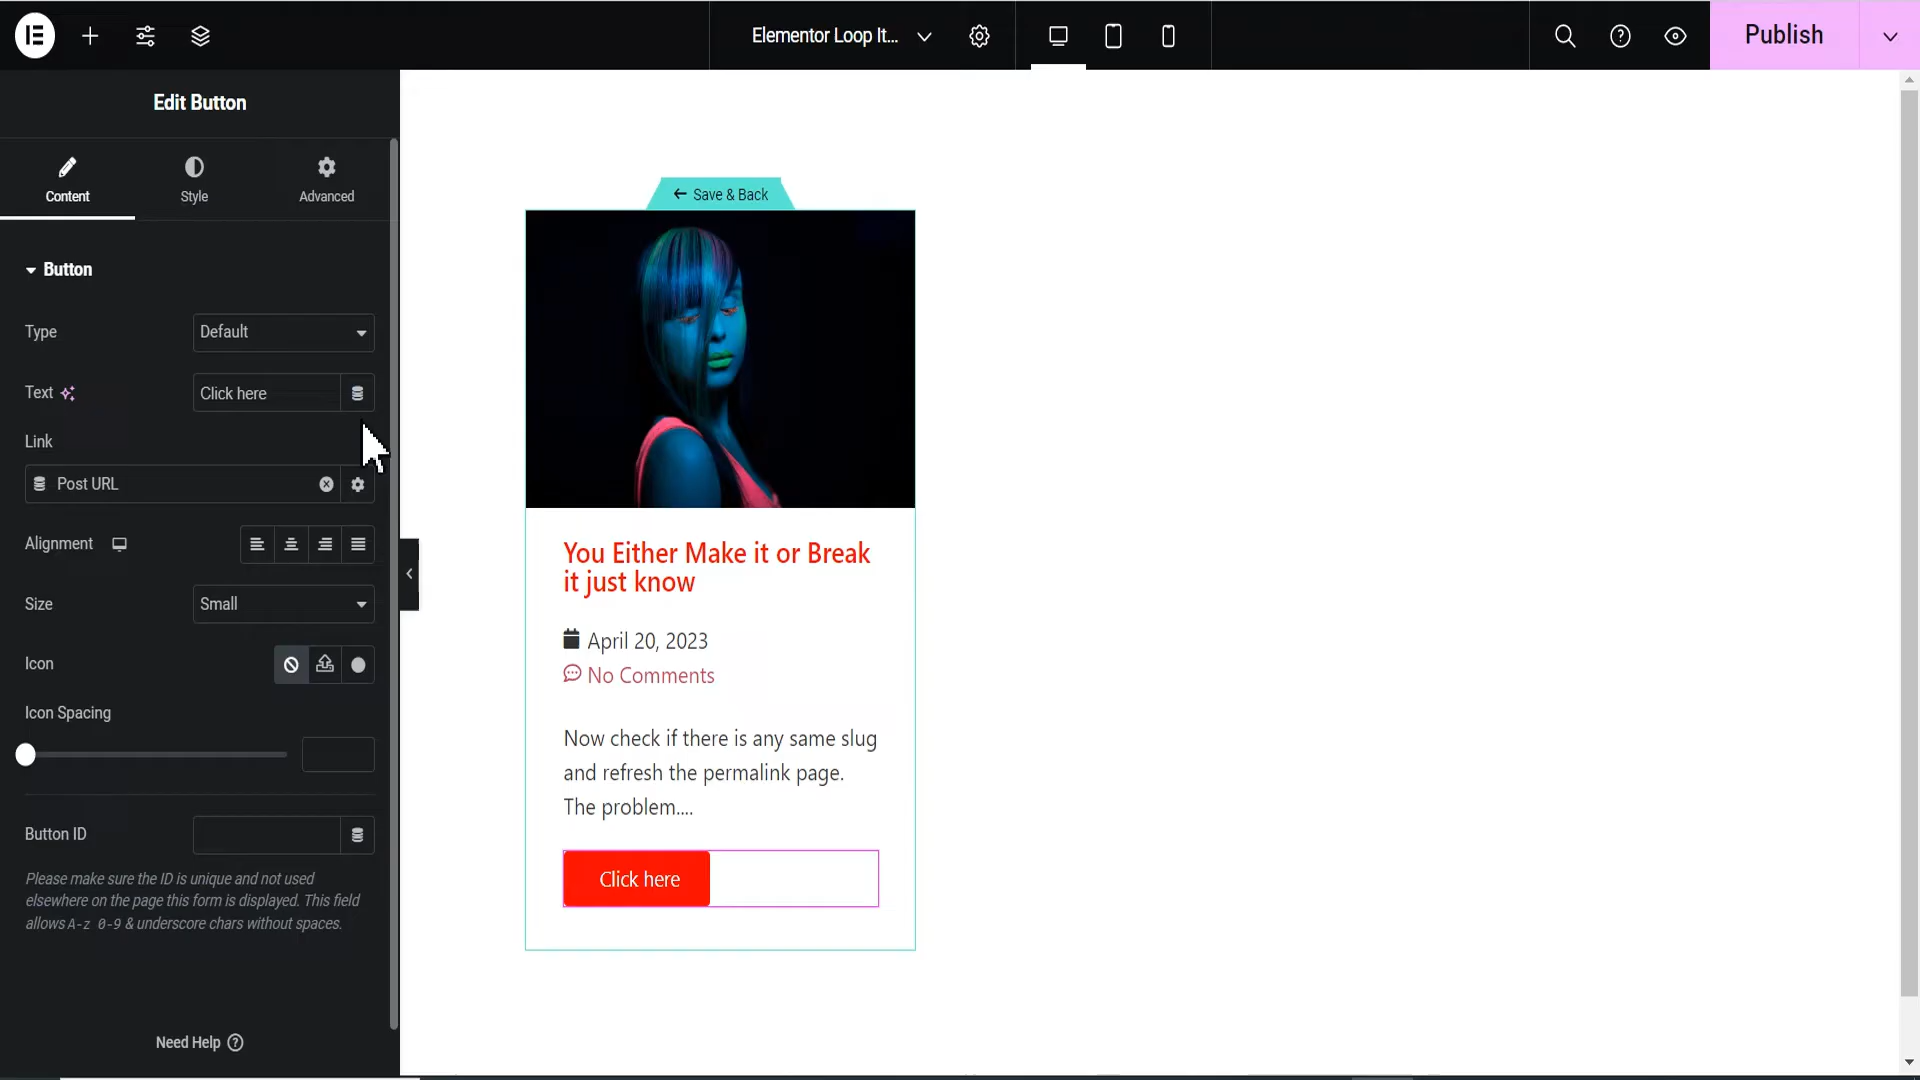 Elementor Loop It...
Publish
Edit Button
Content
Style
Advanced
Button
Type
Default
Text
Click here
Link
Post URL
Alignment
Size
Small
Icon
Icon Spacing
Button ID
Please make sure the ID is unique and not used
elsewhere on the page this form is displayed. This field
allows A-z 0-9 & underscore chars without spaces.
Need Help
Save & Back
You Either Make it or Break
it just know
April 20, 2023
No Comments
Now check if there is any same slug
and refresh the permalink page.
The problem....
Click here